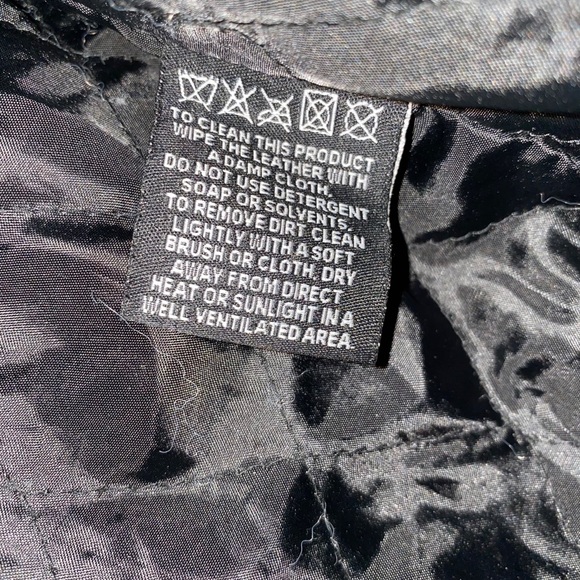 TO CLEAN THIS PRODUCT
WIPE THE LEATHER WITH
A DAMP CLOTH.
DO NOT USE DETERGENT
SOAP OR SOLVENTS.
TO REMOVE DIRT CLEAN
LIGHTLY WITH A SOFT
BRUSH OR CLOTH. DRY
AWAY FROM DIRECT
HEAT OR SUNLIGHT IN A
WELL VENTILATED AREA.